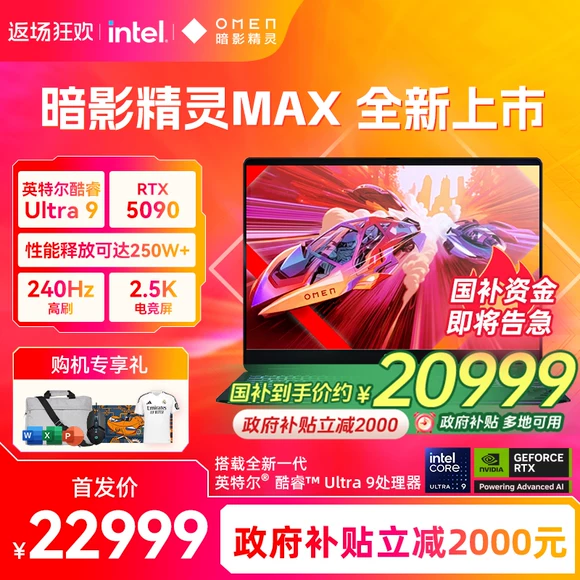 返场狂欢 intel. OMEN 暗影精灵
暗影精灵MAX 全新上市
英特尔酷睿
Ultra 9
RTX
5090
性能释放可达250W+
240Hz
高刷
2.5K
电竞屏
OMEN
国补资金
即将告急
购机专享礼
国补到手价约¥20999
政府补贴立减2000
政府补贴 多地可用
W X P
搭载全新一代
英特尔® 酷睿™ Ultra 9处理器
intel
CORE
ULTRA 9
NVIDIA
GEFORCE
RTX
Powering Advanced AI
首发价
¥22999
政府补贴立减2000元